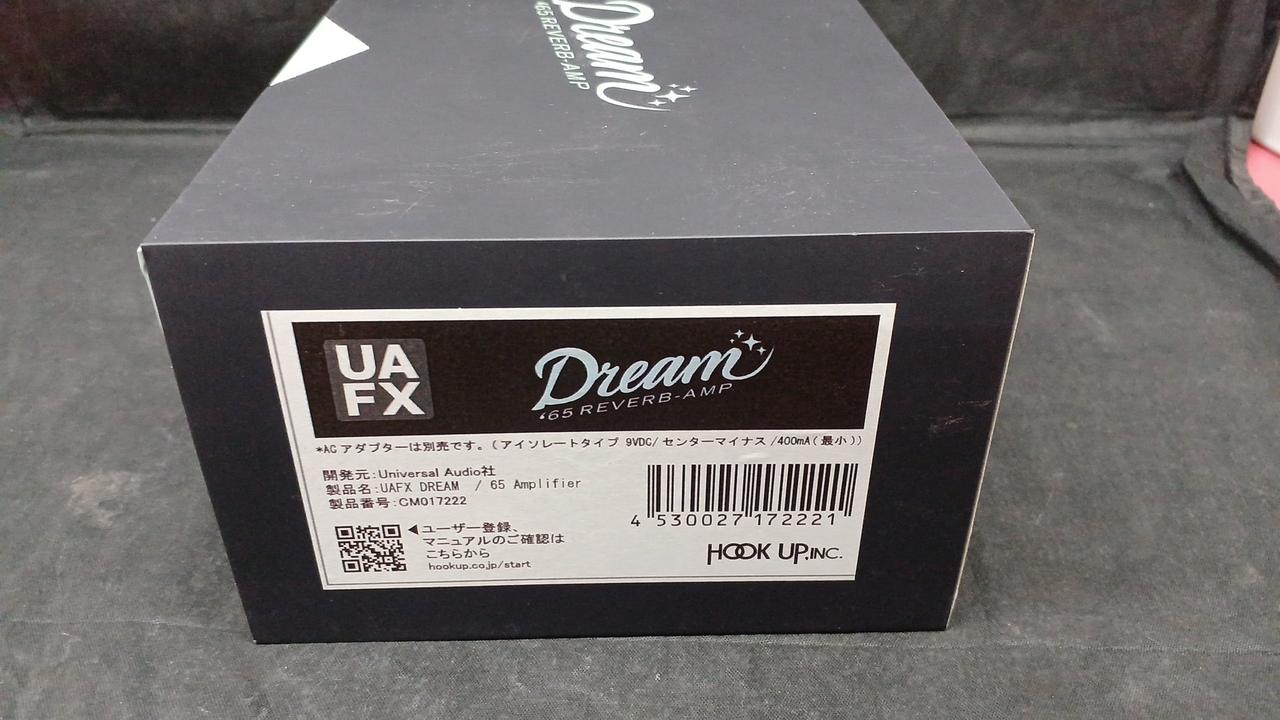 Dream
'65 REVERB-AMP
UA
FX
Dream
'65 REVERB-AMP
*ACアダプターは別売です。(アイソレートタイプ 9VDC/センターマイナス/400mA(最小))
開発元:Universal Audio社
製品名:UAFX DREAM / 65 Amplifier
製品番号:CM017222
4 530027 172221
◀ユーザー登録、
マニュアルのご確認は
こちらから
hookup.co.jp/start
HOOK UP,INC.